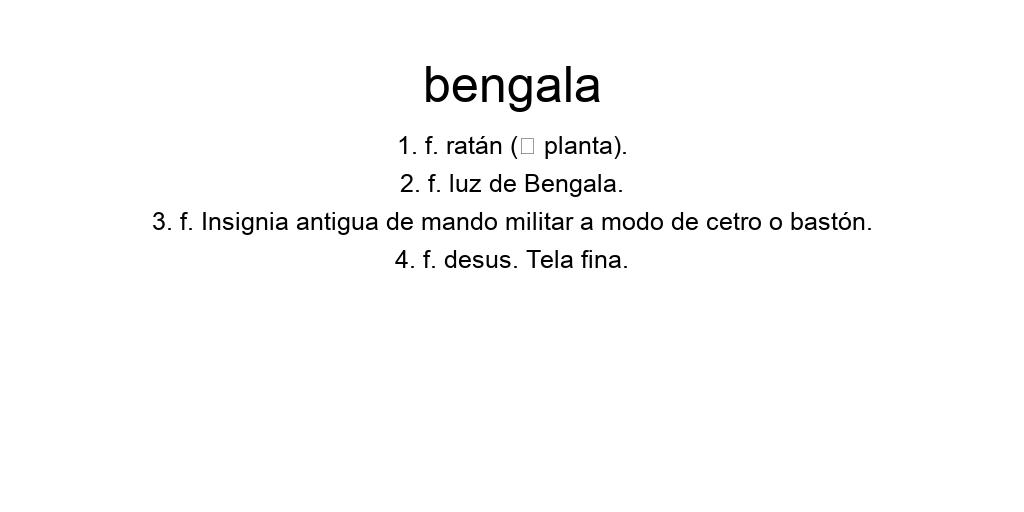 bengala
1. f. ratán (□ planta).
2. f. luz de Bengala.
3. f. Insignia antigua de mando militar a modo de cetro o bastón.
4. f. desus. Tela fina.